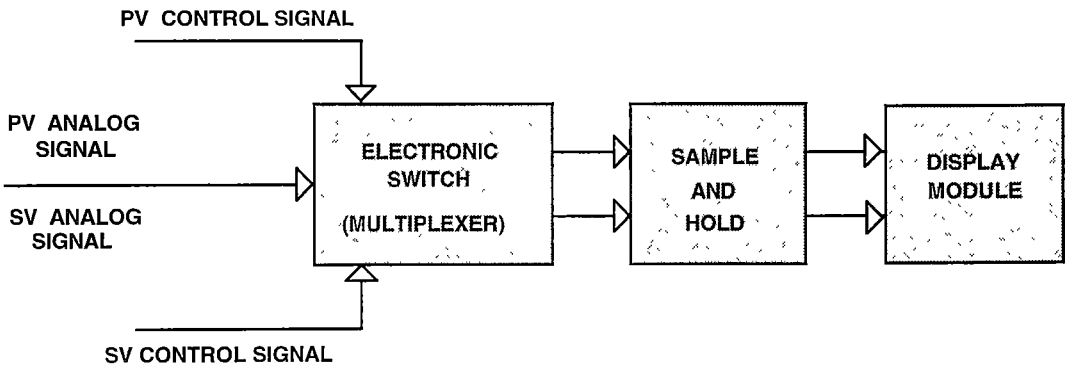 PV CONTROL SIGNAL
PV ANALOG
SIGNAL
SV ANALOG
SIGNAL
ELECTRONIC
SWITCH
(MULTIPLEXER)
SAMPLE
AND
HOLD
DISPLAY
MODULE
SV CONTROL SIGNAL